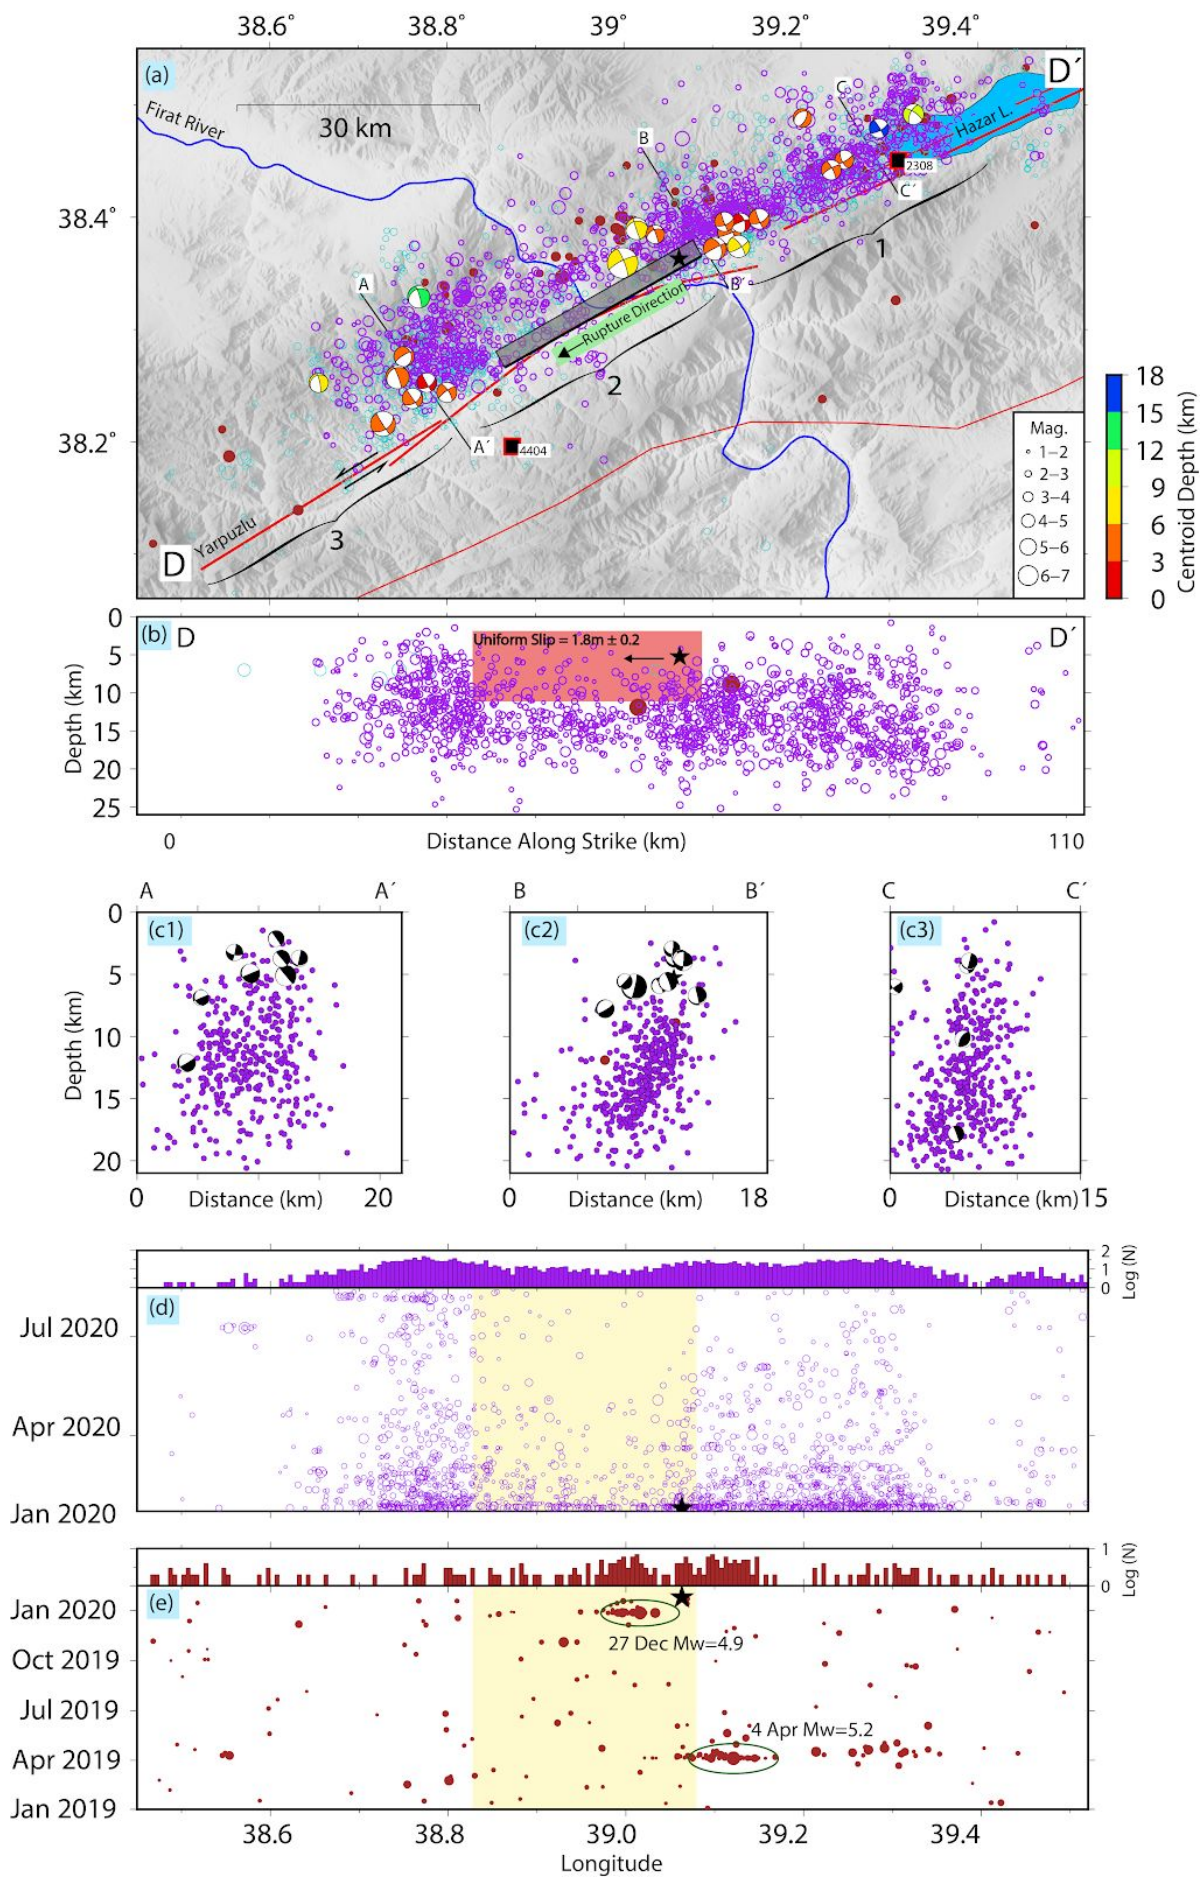 38.6° 38.8° 39° 39.2° 39.4°
(a)
D´
Firat River
30 km
C
Hazar L.
B
2308
C´
38.4°
1
A
B´
Rupture Direction
2
18
15
12
9
6
3
0
Centroid Depth (km)
38.2°
A´
4404
Mag.
1–2
2–3
3–4
4–5
5–6
6–7
Yarpuzlu
3
D
(b) D D´
Uniform Slip = 1.8m ± 0.2
0
5
10
15
20
25
Depth (km)
0 Distance Along Strike (km) 110
A A´ B B´ C C´
(c1) (c2) (c3)
0
5
10
15
20
Depth (km)
0 Distance (km) 20
0 Distance (km) 18
0 Distance (km) 15
2
1
0
Log (N)
(d)
Jul 2020
Apr 2020
Jan 2020
1
0
Log (N)
(e)
Jan 2020
27 Dec Mw=4.9
Oct 2019
Jul 2019
4 Apr Mw=5.2
Apr 2019
Jan 2019
38.6 38.8 39.0 39.2 39.4
Longitude